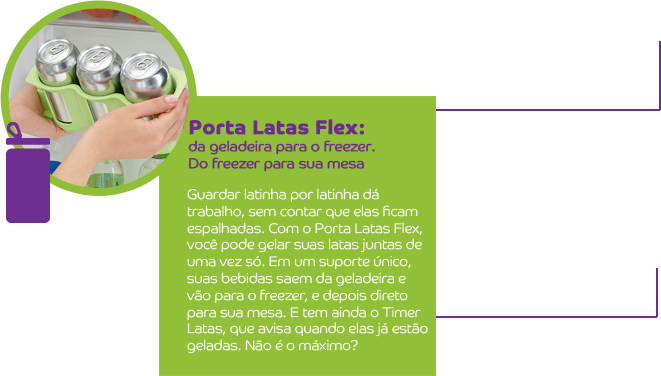 Porta Latas Flex:
da geladeira para o freezer.
Do freezer para sua mesa
Guardar latinha por latinha dá
trabalho, sem contar que elas ficam
espalhadas. Com o Porta Latas Flex,
você pode gelar suas latas juntas de
uma vez só. Em um suporte único,
suas bebidas saem da geladeira e
vão para o freezer, e depois direto
para sua mesa. E tem ainda o Timer
Latas, que avisa quando elas já estão
geladas. Não é o máximo?